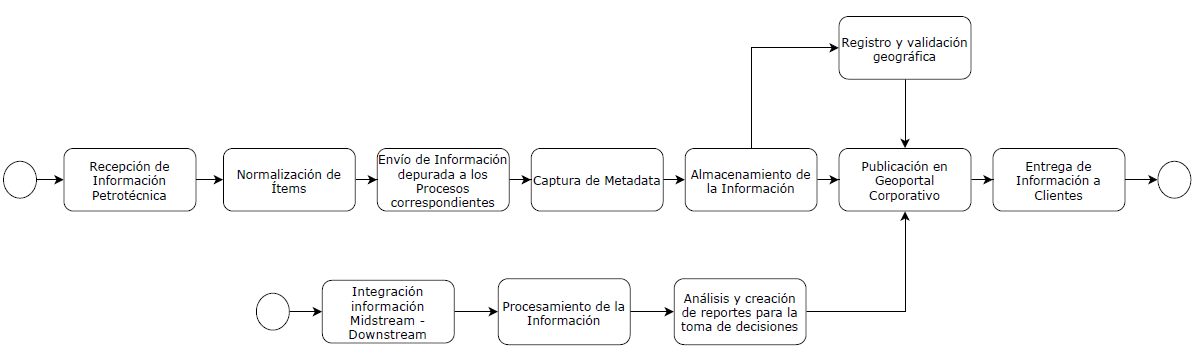 Registro y validación
geográfica
Recepción de
Información
Petrotécnica
Normalización de
Ítems
Envío de Información
depurada a los
Procesos
correspondientes
Captura de Metadata
Almacenamiento de
la Información
Publicación en
Geoportal
Corporativo
Entrega de
Información a
Clientes
Integración
información
Midstream -
Downstream
Procesamiento de la
Información
Análisis y creación
de reportes para la
toma de decisiones